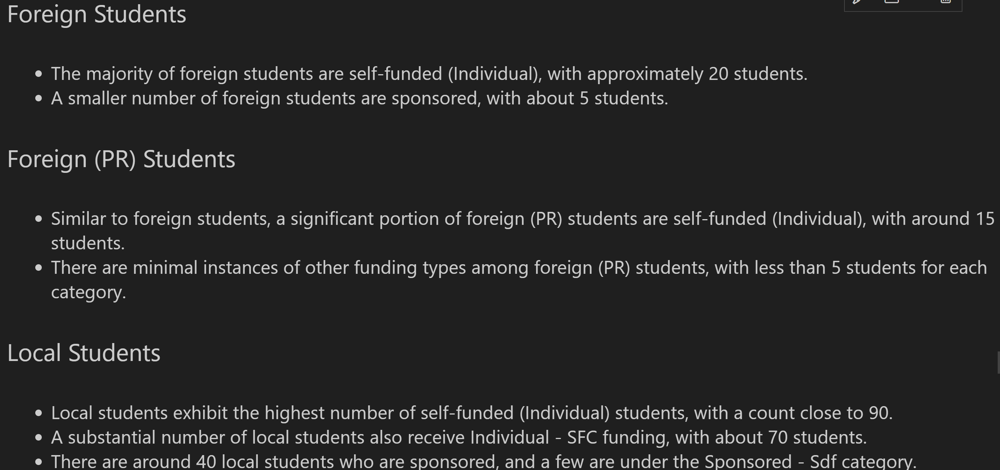 Foreign Students
• The majority of foreign students are self-funded (Individual), with approximately 20 students.
• A smaller number of foreign students are sponsored, with about 5 students.
Foreign (PR) Students
• Similar to foreign students, a significant portion of foreign (PR) students are self-funded (Individual), with around 15
students.
• There are minimal instances of other funding types among foreign (PR) students, with less than 5 students for each
category.
Local Students
• Local students exhibit the highest number of self-funded (Individual) students, with a count close to 90.
• A substantial number of local students also receive Individual - SFC funding, with about 70 students.
• There are around 40 local students who are sponsored, and a few are under the Sponsored - Sdf category.